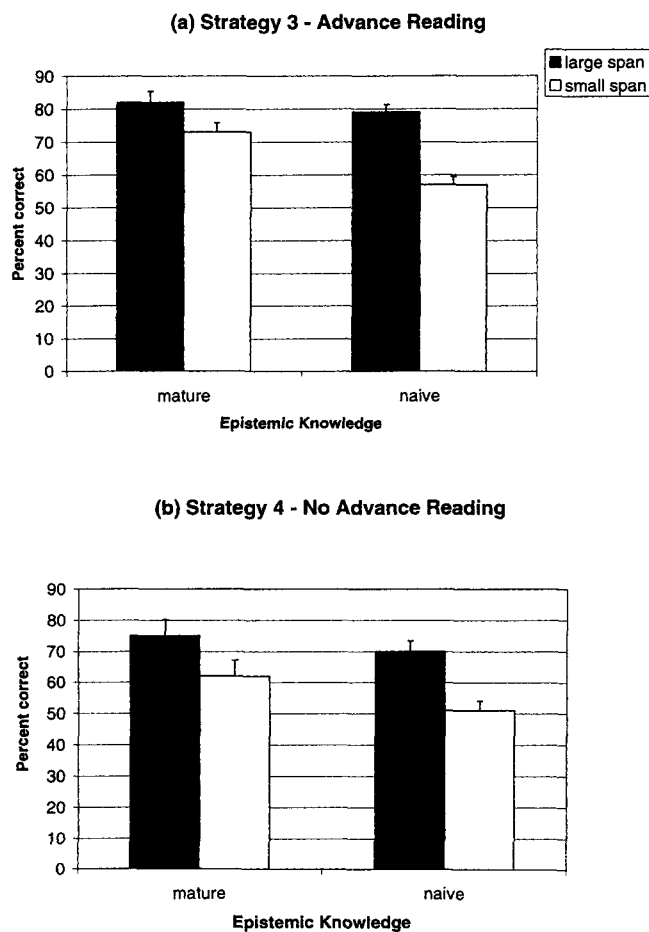 (a) Strategy 3 - Advance Reading
large span
small span
90
80
70
60
50
40
30
20
10
0
Percent correct
mature naive
Epistemic Knowledge
(b) Strategy 4 - No Advance Reading
90
80
70
60
50
40
30
20
10
0
Percent correct
mature naive
Epistemic Knowledge